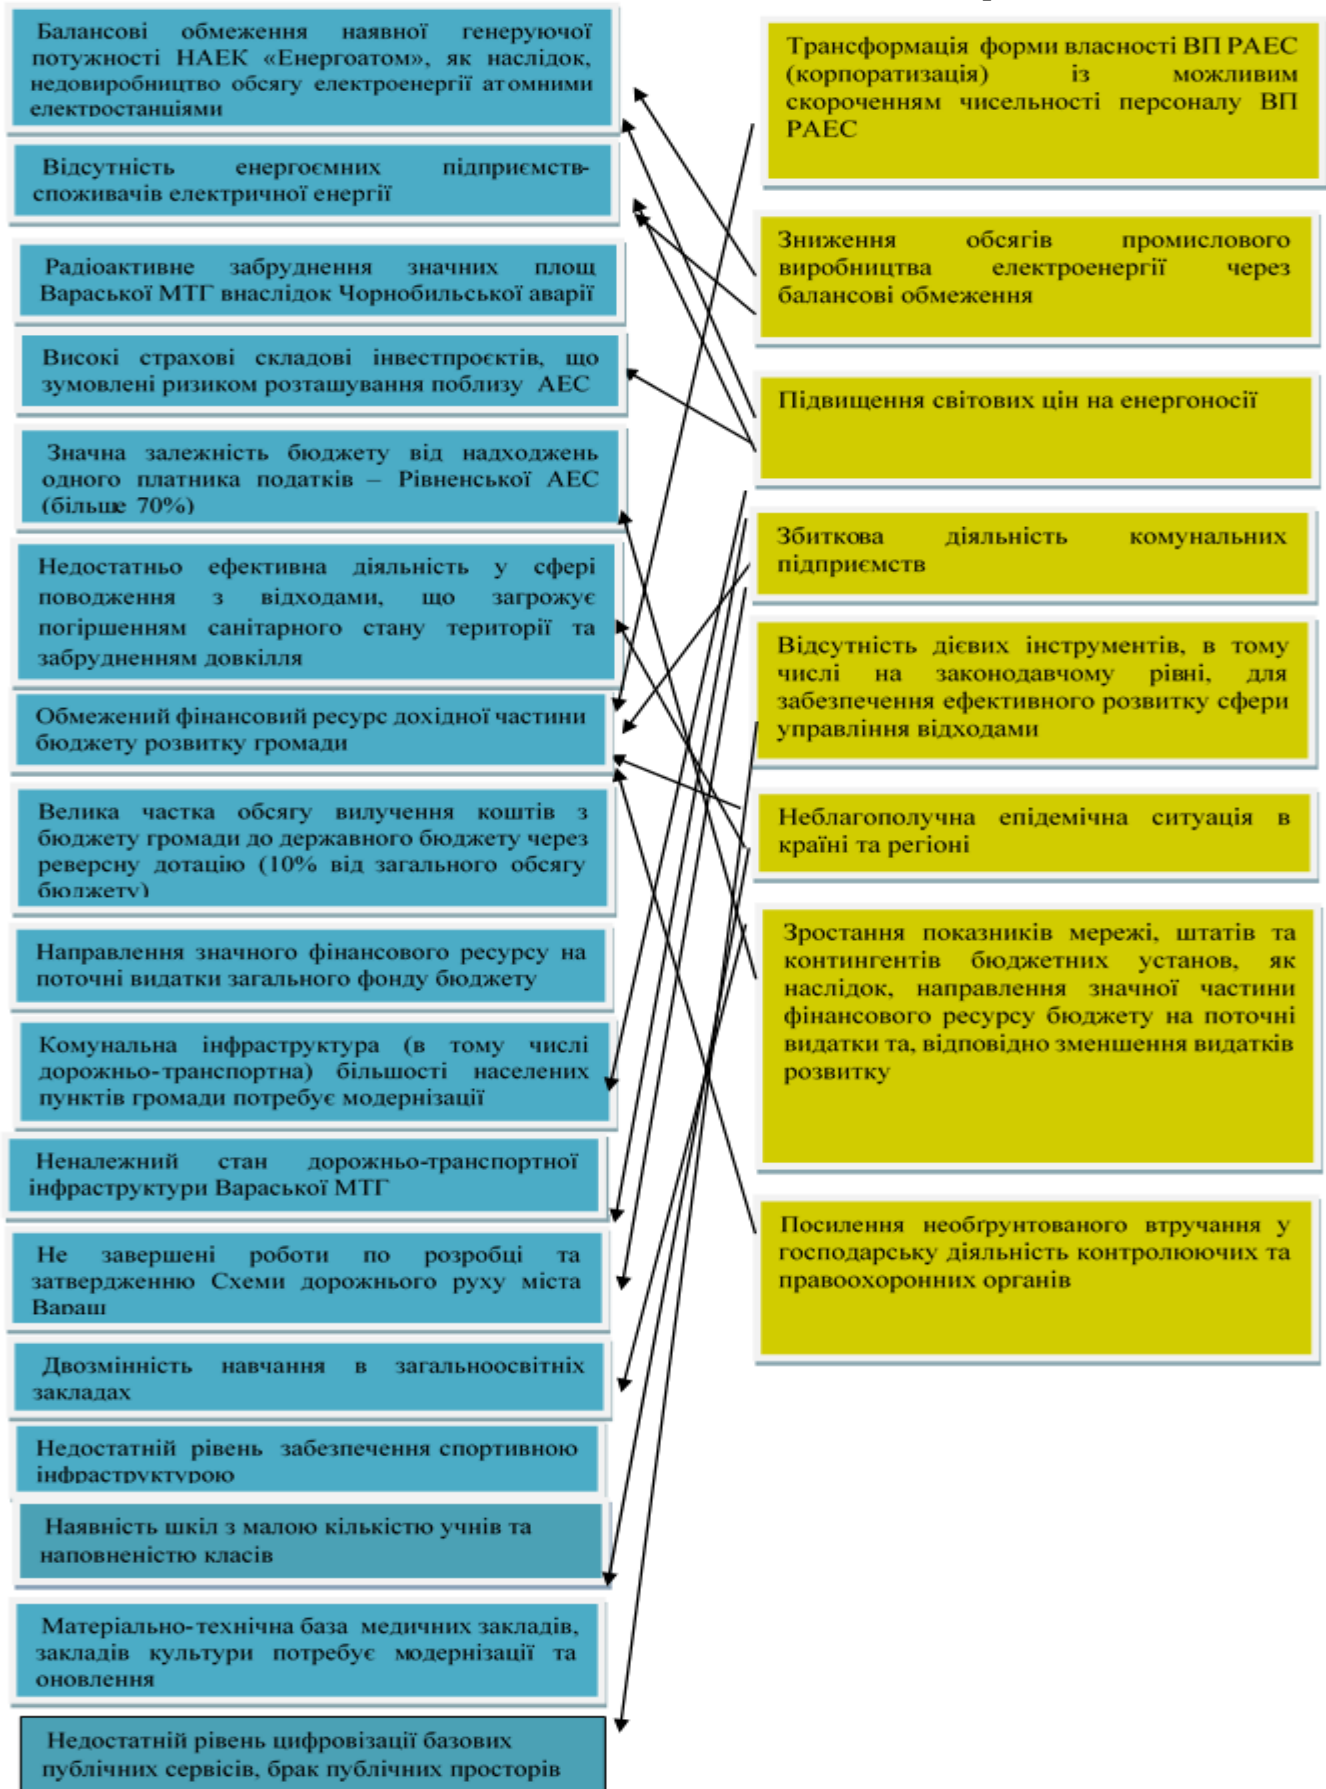 Балансові обмеження наявної генеруючої
потужності НАЕК «Енергоатом», як наслідок,
недовиробництво обсягу електроенергії атомними
електростанціями
Відсутність енергоємних підприємств-
споживачів електричної енергії
Радіоактивне забруднення значних площ
Вараської МТГ внаслідок Чорнобильської аварії
Високі страхові складові інвестпроєктів, що
зумовлені ризиком розташування поблизу АЕС
Значна залежність бюджету від надходжень
одного платника податків – Рівненської АЕС
(більше 70%)
Недостатньо ефективна діяльність у сфері
поводження з відходами, що загрожує
погіршенням санітарного стану території та
забрудненням довкілля
Обмежений фінансовий ресурс дохідної частини
бюджету розвитку громади
Велика частка обсягу вилучення коштів з
бюджету громади до державного бюджету через
реверсну дотацію (10% від загального обсягу
бюджету)
Направлення значного фінансового ресурсу на
поточні видатки загального фонду бюджету
Комунальна інфраструктура (в тому числі
дорожньо-транспортна) більшості населених
пунктів громади потребує модернізації
Неналежний стан дорожньо-транспортної
інфраструктури Вараської МТГ
Не завершені роботи по розробці та
затвердженню Схеми дорожнього руху міста
Вараш
Двозмінність навчання в загальноосвітніх
закладах
Недостатній рівень забезпечення спортивною
інфраструктурою
Наявність шкіл з малою кількістю учнів та
наповненістю класів
Матеріально-технічна база медичних закладів,
закладів культури потребує модернізації та
оновлення
Недостатній рівень цифровізації базових
публічних сервісів, брак публічних просторів
Трансформація форми власності ВП РАЕС
(корпоратизація) із можливим
скороченням чисельності персоналу ВП
РАЕС
Зниження обсягів промислового
виробництва електроенергії через
балансові обмеження
Підвищення світових цін на енергоносії
Збиткова діяльність комунальних
підприємств
Відсутність дієвих інструментів, в тому
числі на законодавчому рівні, для
забезпечення ефективного розвитку сфери
управління відходами
Неблагополучна епідемічна ситуація в
країні та регіоні
Зростання показників мережі, штатів та
контингентів бюджетних установ, як
наслідок, направлення значної частини
фінансового ресурсу бюджету на поточні
видатки та, відповідно зменшення видатків
розвитку
Посилення необґрунтованого втручання у
господарську діяльність контролюючих та
правоохоронних органів